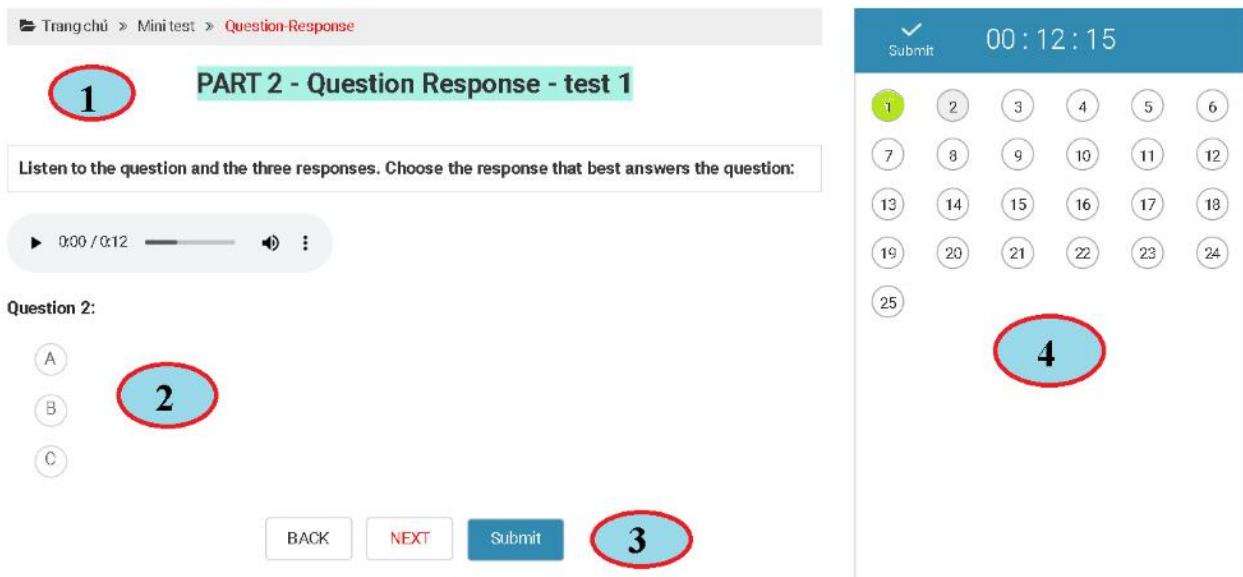 Trang chủ » Mini test » Question-Response
1
PART 2 - Question Response - test 1
Listen to the question and the three responses. Choose the response that best answers the question:
0:00 / 0:12
Question 2:
A
B
C
2
BACK NEXT Submit
3
Submit
00 : 12 : 15
1 2 3 4 5 6
7 8 9 10 11 12
13 14 15 16 17 18
19 20 21 22 23 24
25
4